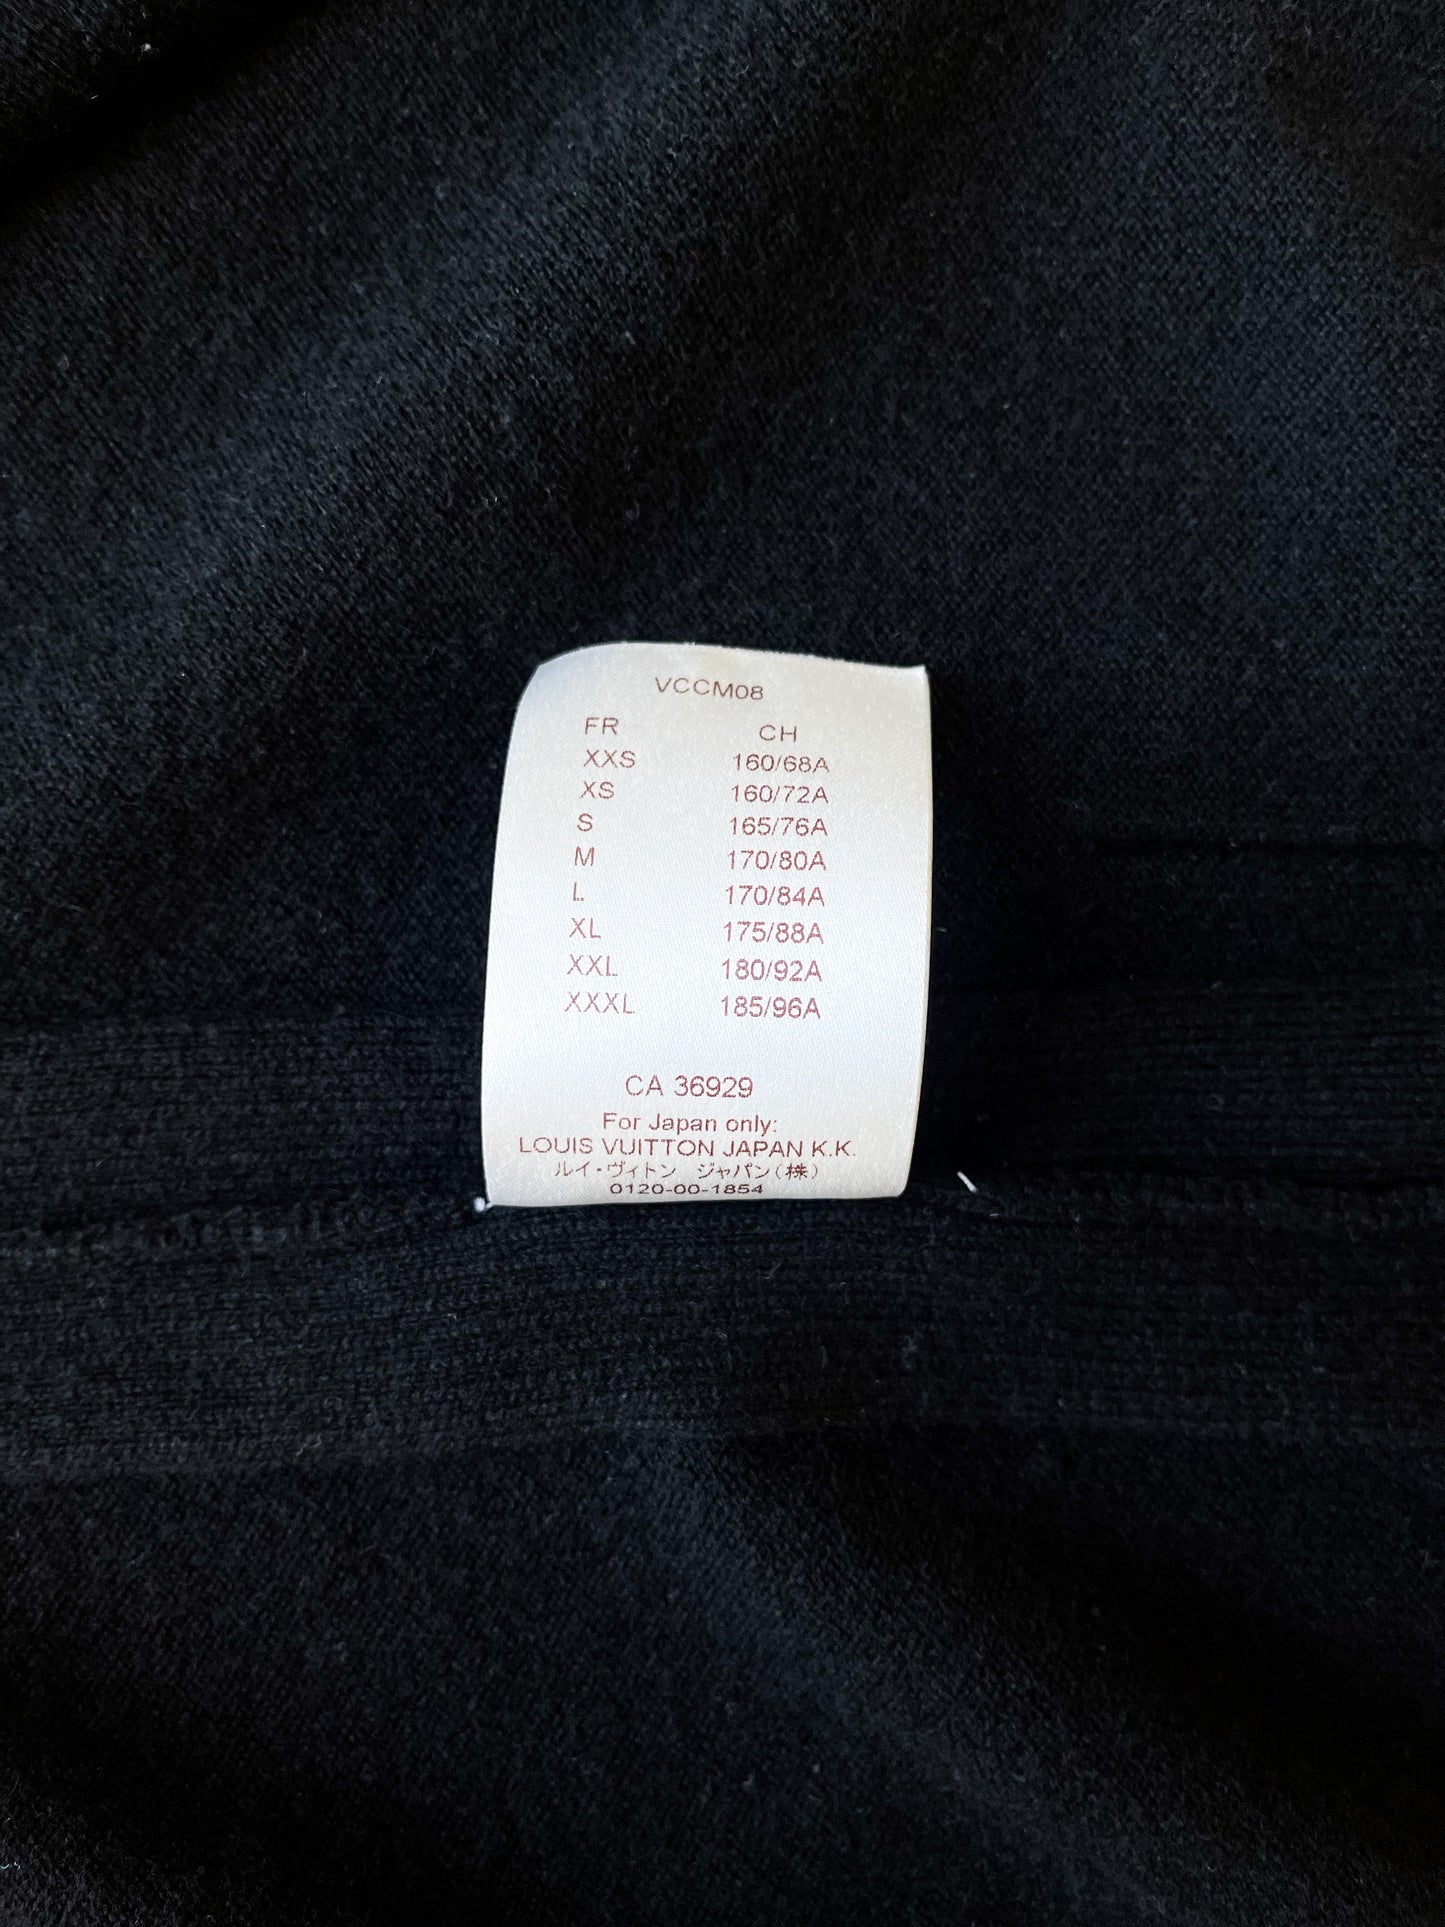 VCCM08
FR CH
XXS 160/68A
XS 160/72A
S 165/76A
M 170/80A
L 170/84A
XL 175/88A
XXL 180/92A
XXXL 185/96A
CA 36929
For Japan only:
LOUIS VUITTON JAPAN K.K.
ルイ・ヴィトン ジャパン(株)
0120-00-1854